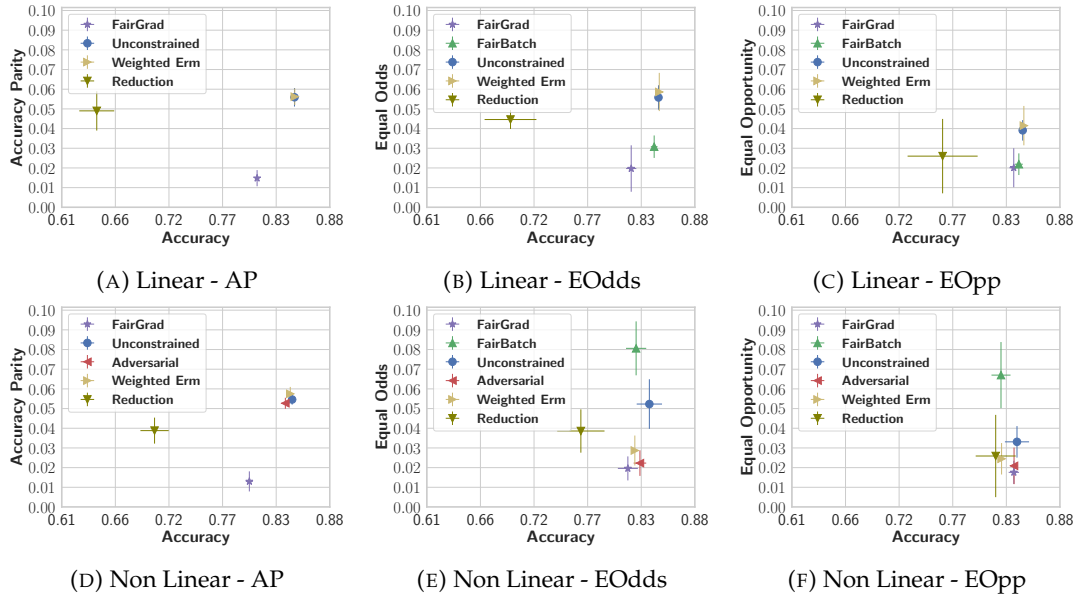 0.10
0.09
0.08
0.07
0.06
0.05
0.04
0.03
0.02
0.01
0.00
Accuracy Parity
FairGrad
Unconstrained
Weighted Erm
Reduction
0.61 0.66 0.72 0.77 0.83 0.88
Accuracy
(A) Linear - AP
0.10
0.09
0.08
0.07
0.06
0.05
0.04
0.03
0.02
0.01
0.00
Equal Odds
FairGrad
FairBatch
Unconstrained
Weighted Erm
Reduction
0.61 0.66 0.72 0.77 0.83 0.88
Accuracy
(B) Linear - EOdds
0.10
0.09
0.08
0.07
0.06
0.05
0.04
0.03
0.02
0.01
0.00
Equal Opportunity
FairGrad
FairBatch
Unconstrained
Weighted Erm
Reduction
0.61 0.66 0.72 0.77 0.83 0.88
Accuracy
(C) Linear - EOpp
0.10
0.09
0.08
0.07
0.06
0.05
0.04
0.03
0.02
0.01
0.00
Accuracy Parity
FairGrad
Unconstrained
Adversarial
Weighted Erm
Reduction
0.61 0.66 0.72 0.77 0.83 0.88
Accuracy
(D) Non Linear - AP
0.10
0.09
0.08
0.07
0.06
0.05
0.04
0.03
0.02
0.01
0.00
Equal Odds
FairGrad
FairBatch
Unconstrained
Adversarial
Weighted Erm
Reduction
0.61 0.66 0.72 0.77 0.83 0.88
Accuracy
(E) Non Linear - EOdds
0.10
0.09
0.08
0.07
0.06
0.05
0.04
0.03
0.02
0.01
0.00
Equal Opportunity
FairGrad
FairBatch
Unconstrained
Adversarial
Weighted Erm
Reduction
0.61 0.66 0.72 0.77 0.83 0.88
Accuracy
(F) Non Linear - EOpp